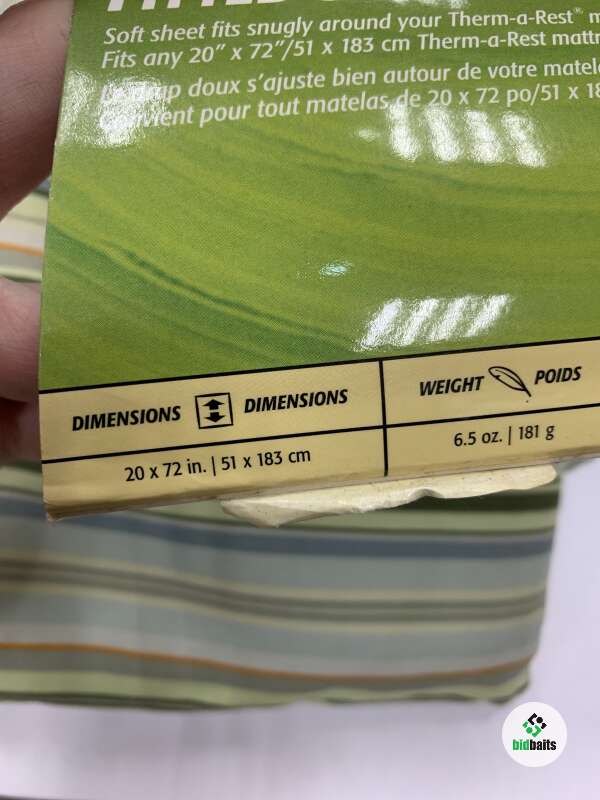 Soft sheet fits snugly around your Therm-a-Rest®
Fits any 20" x 72"/51 x 183 cm Therm-a-Rest
drap doux s'ajuste bien autour de votre
Convient pour tout matelas de 20 x 72 po/51 x
DIMENSIONS DIMENSIONS
WEIGHT POIDS
20 x 72 in. | 51 x 183 cm
6.5 oz. | 181 g
bidbaits